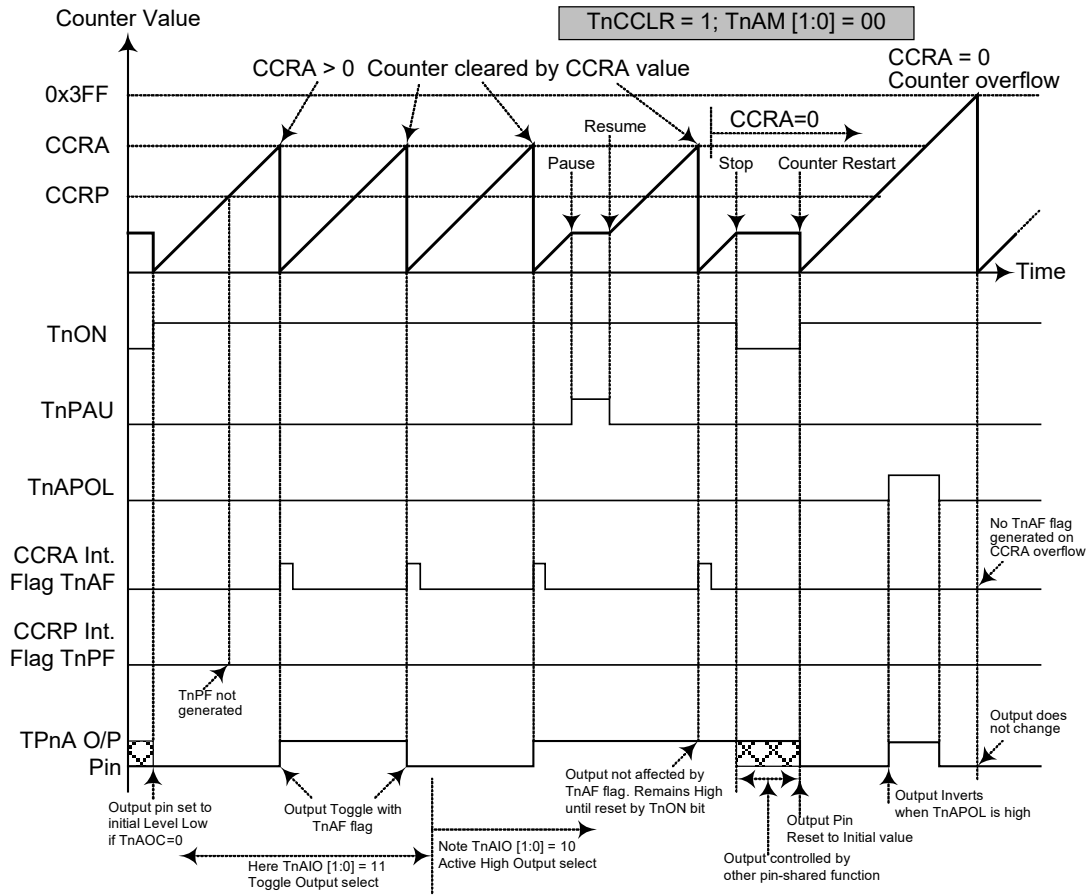 Counter Value
TnCCLR = 1; TnAM [1:0] = 00
CCRA > 0
Counter cleared by CCRA value
CCRA = 0
Counter overflow
0x3FF
CCRA=0
Resume
CCRA
Pause
Stop
Counter Restart
CCRP
Time
TnON
TnPAU
TnAPOL
No TnAF flag
generated on
CCRA overflow
CCRA Int.
Flag TnAF
CCRP Int.
Flag TnPF
TnPF not
generated
TPnA O/P
Pin
Output does
not change
Output pin set to
initial Level Low
if TnAOC=0
Output Toggle with
TnAF flag
Output not affected by
TnAF flag. Remains High
until reset by TnON bit
Output Inverts
when TnAPOL is high
Output Pin
Reset to Initial value
Here TnAIO [1:0] = 11
Toggle Output select
Note TnAIO [1:0] = 10
Active High Output select
Output controlled by
other pin-shared function